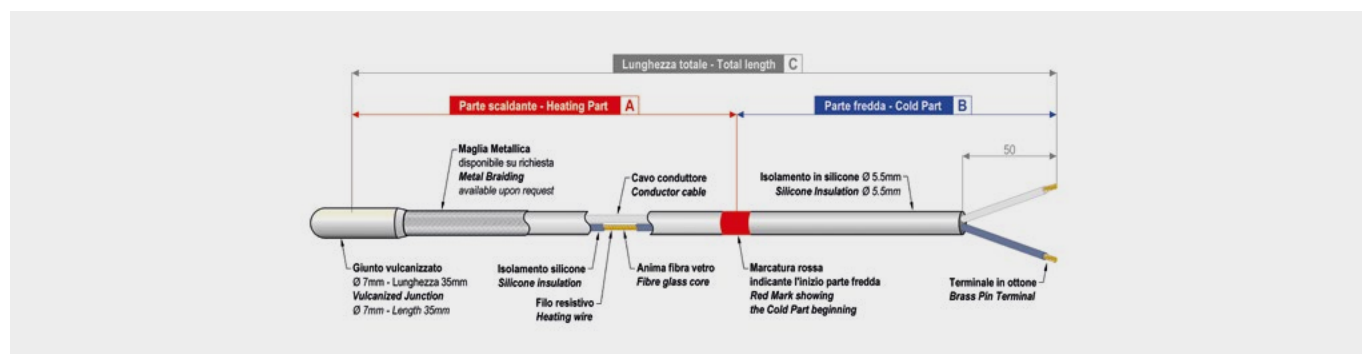 Lunghezza totale - Total length C
Parte scaldante - Heating Part A
Parte fredda - Cold Part B
50
Maglia Metallica
disponibile su richiesta
Metal Braiding
available upon request
Cavo conduttore
Conductor cable
Isolamento in silicone Ø 5.5mm
Silicone Insulation Ø 5.5mm
Giunto vulcanizzato
Ø 7mm - Lunghezza 35mm
Vulcanized Junction
Ø 7mm - Length 35mm
Isolamento silicone
Silicone insulation
Filo resistivo
Heating wire
Anima fibra vetro
Fibre glass core
Marcatura rossa
indicante l'inizio parte fredda
Red Mark showing
the Cold Part beginning
Terminale in ottone
Brass Pin Terminal